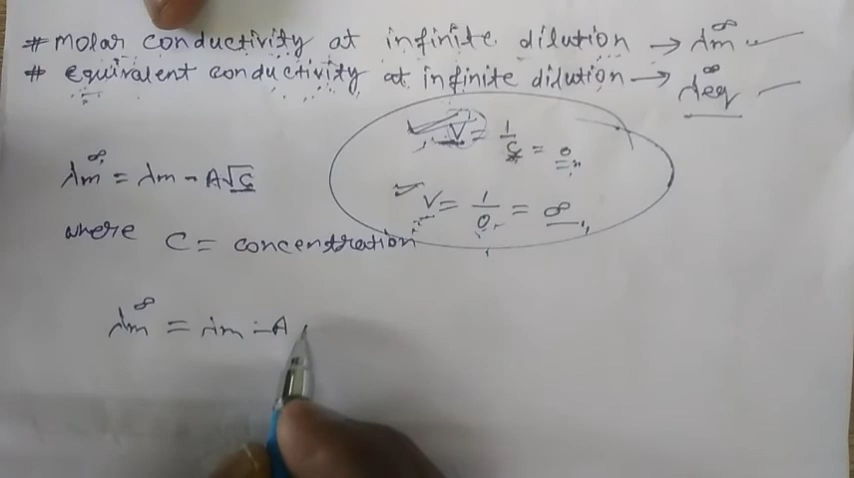 # Molar conductivity at infinite dilution → λm^∞
# equivalent conductivity at infinite dilution → λeq^∞
V = 1/C = 0
λm^∞ = λm - A√C
V = 1/0 = ∞
where C = concentration
λm^∞ = λm - A